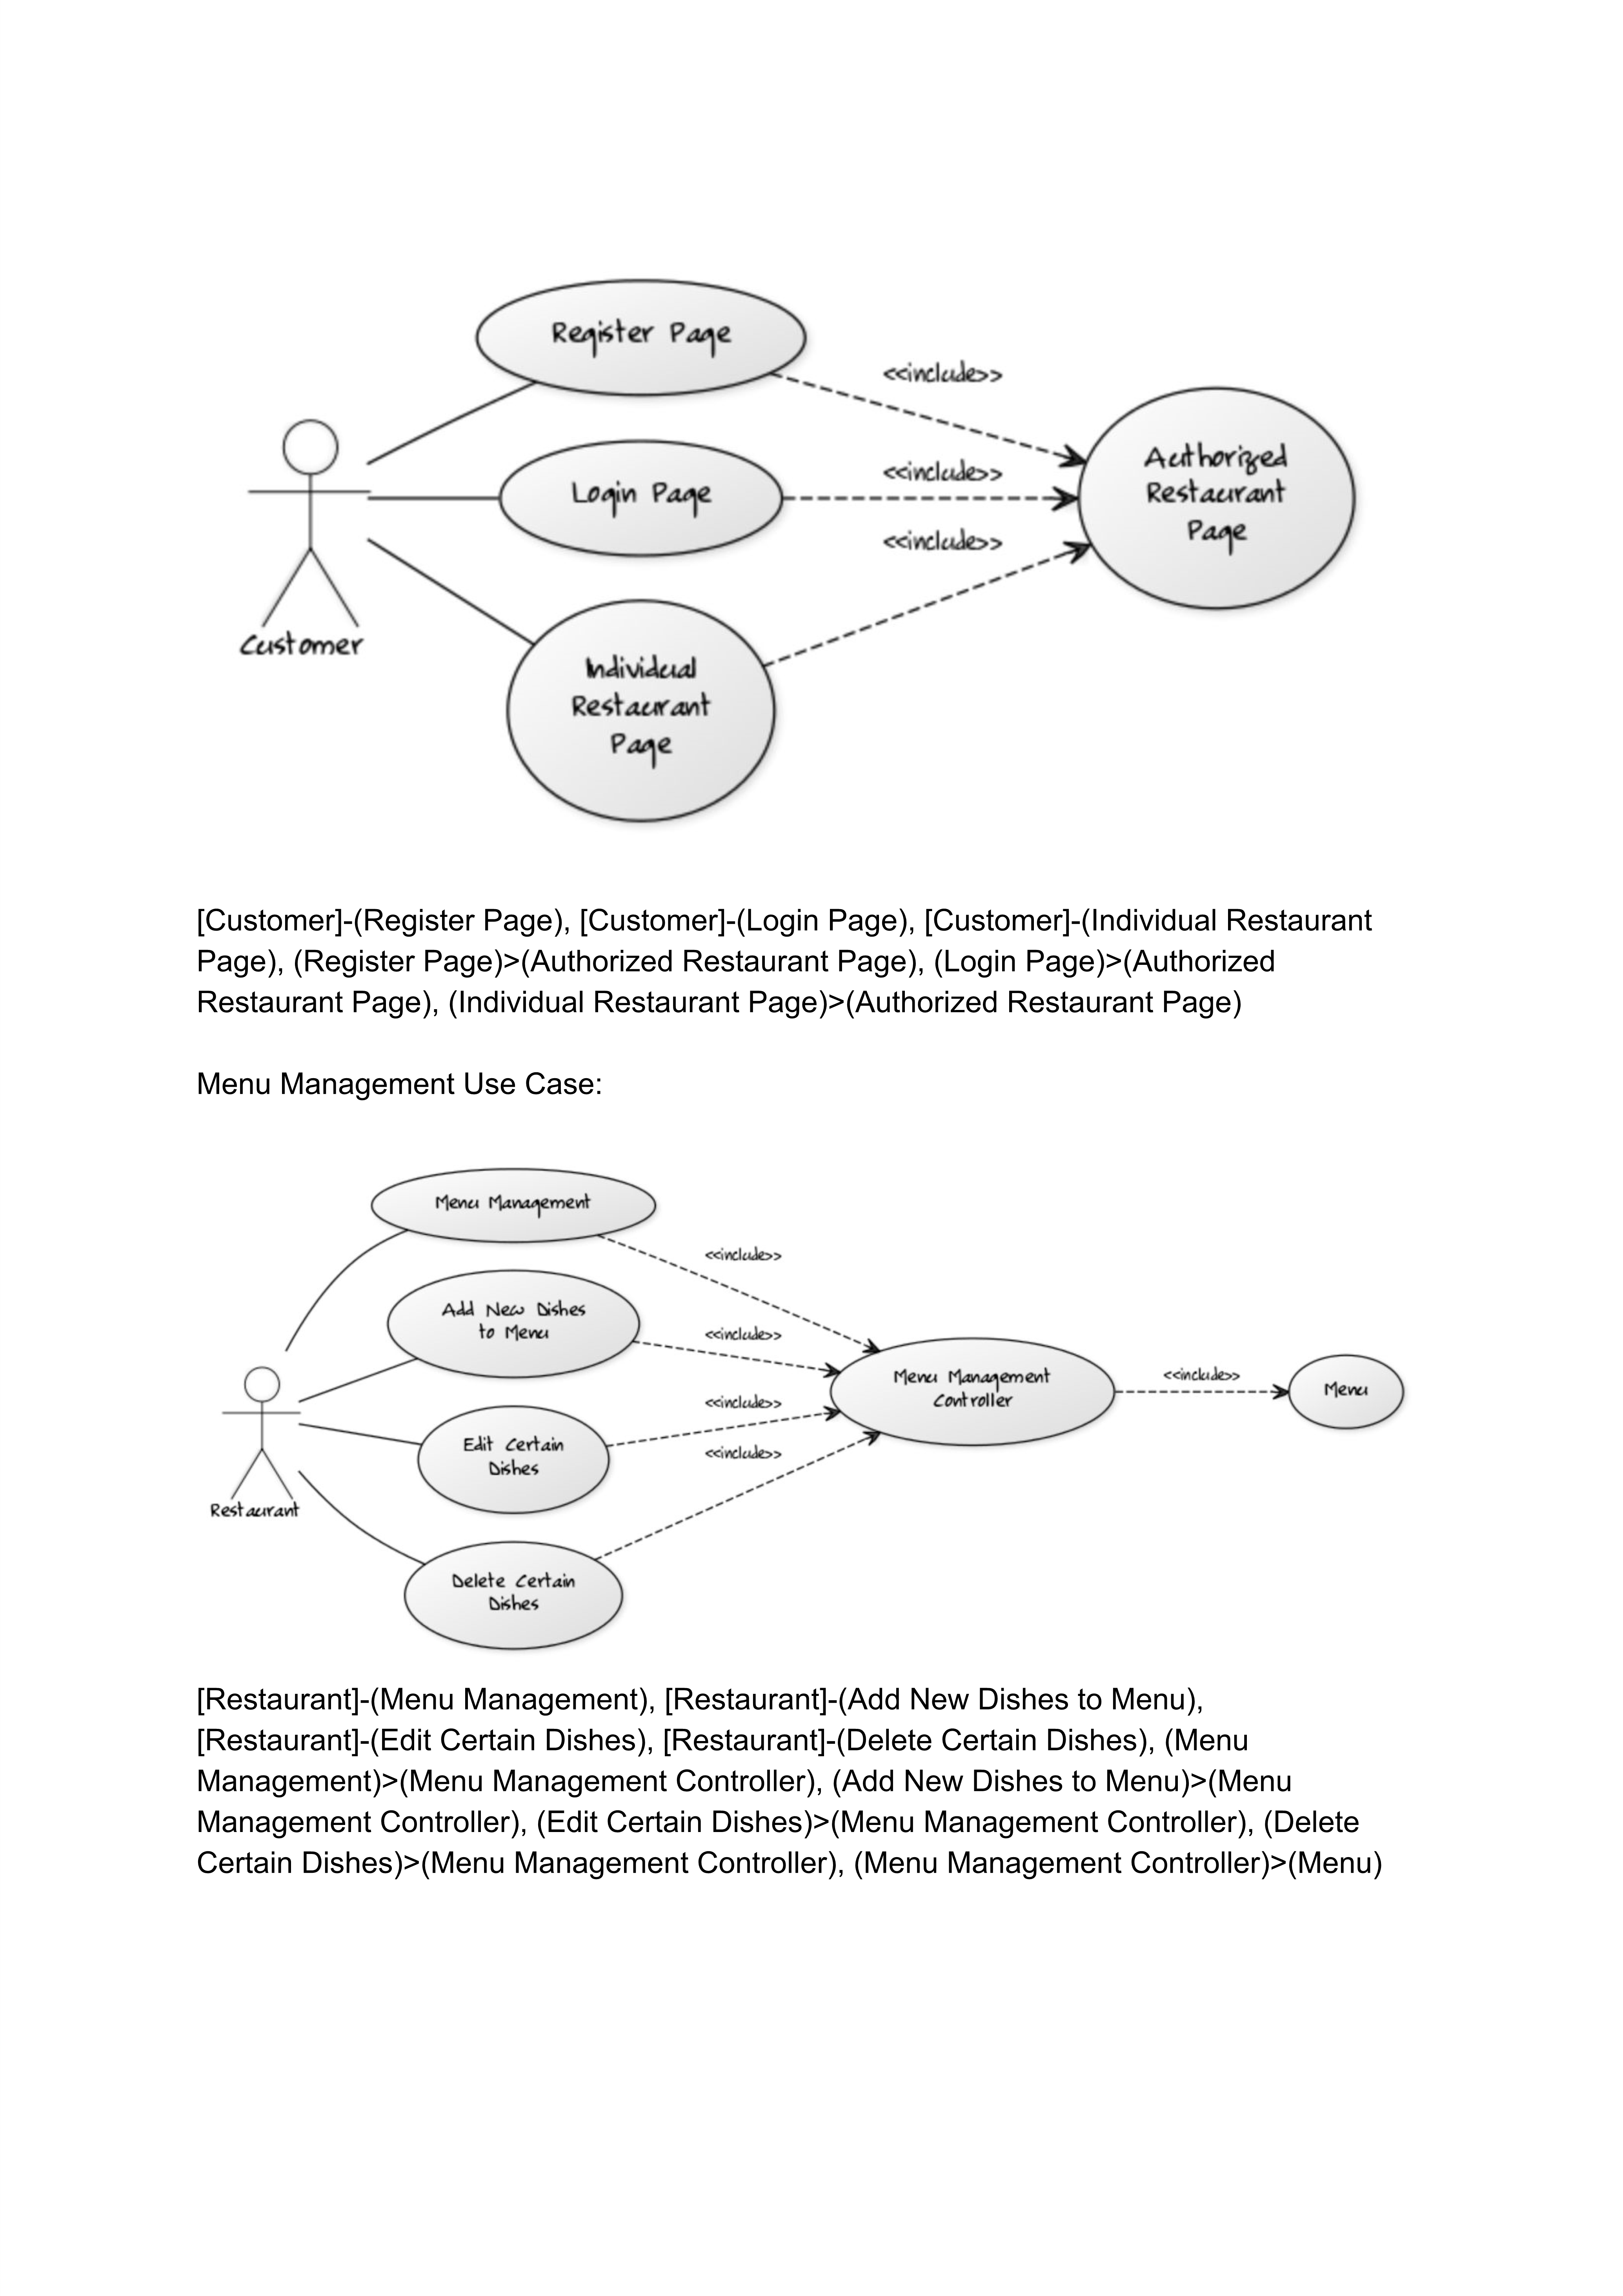 Register Page
<<include>>
Authorized
Restaurant
Page
<<include>>
Login Page
<<include>>
Customer
Individual
Restaurant
Page
[Customer]-(Register Page), [Customer]-(Login Page), [Customer]-(Individual Restaurant
Page), (Register Page)>(Authorized Restaurant Page), (Login Page)>(Authorized
Restaurant Page), (Individual Restaurant Page)>(Authorized Restaurant Page)
Menu Management Use Case:
Menu Management
<<include>>
Add New Dishes
to Menu
<<include>>
Menu Management
Controller
<<include>>
Menu
<<include>>
Edit Certain
Dishes
<<include>>
Restaurant
Delete Certain
Dishes
[Restaurant]-(Menu Management), [Restaurant]-(Add New Dishes to Menu),
[Restaurant]-(Edit Certain Dishes), [Restaurant]-(Delete Certain Dishes), (Menu
Management)>(Menu Management Controller), (Add New Dishes to Menu)>(Menu
Management Controller), (Edit Certain Dishes)>(Menu Management Controller), (Delete
Certain Dishes)>(Menu Management Controller), (Menu Management Controller)>(Menu)